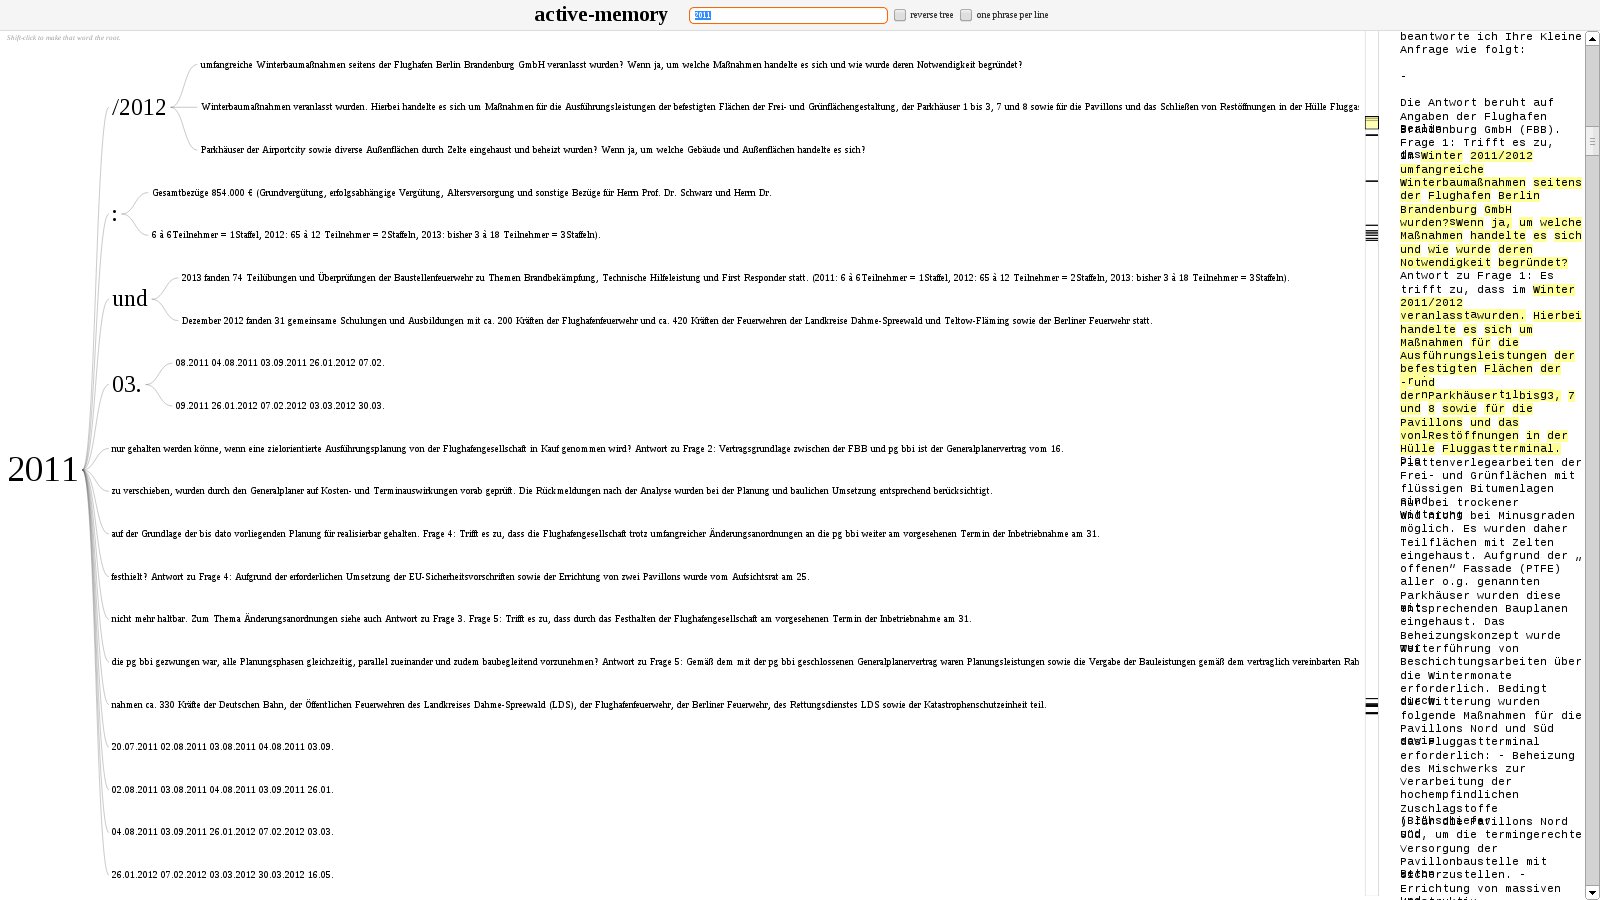 active-memory
2011
reverse tree
one phrase per line
Shift-click to make that word the root.
2011
/2012
umfangreiche Winterbaumaßnahmen seitens der Flughafen Berlin Brandenburg GmbH veranlasst wurden? Wenn ja, um welche Maßnahmen handelte es sich und wie wurde deren Notwendigkeit begründet?
Winterbaumaßnahmen veranlasst wurden. Hierbei handelte es sich um Maßnahmen für die Ausführungsleistungen der befestigten Flächen der Frei- und Grünflächengestaltung, der Parkhäuser 1 bis 3, 7 und 8 sowie für die Pavillons und das Schließen von Restöffnungen in der Hülle Flugga
Parkhäuser der Airportcity sowie diverse Außenflächen durch Zelte eingehaust und beheizt wurden? Wenn ja, um welche Gebäude und Außenflächen handelte es sich?
:
Gesamtbezüge 854.000 € (Grundvergütung, erfolgsabhängige Vergütung, Altersversorgung und sonstige Bezüge für Herrn Prof. Dr. Schwarz und Herrn Dr.
6 à 6Teilnehmer = 1Staffel, 2012: 65 à 12 Teilnehmer = 2Staffeln, 2013: bisher 3 à 18 Teilnehmer = 3Staffeln).
und
2013 fanden 74 Teilübungen und Überprüfungen der Baustellenfeuerwehr zu Themen Brandbekämpfung, Technische Hilfeleistung und First Responder statt. (2011: 6 à 6Teilnehmer = 1Staffel, 2012: 65 à 12 Teilnehmer = 2Staffeln, 2013: bisher 3 à 18 Teilnehmer = 3Staffeln).
Dezember 2012 fanden 31 gemeinsame Schulungen und Ausbildungen mit ca. 200 Kräften der Flughafenfeuerwehr und ca. 420 Kräften der Feuerwehren der Landkreise Dahme-Spreewald und Teltow-Fläming sowie der Berliner Feuerwehr statt.
03.
08.2011 04.08.2011 03.09.2011 26.01.2012 07.02.
09.2011 26.01.2012 07.02.2012 03.03.2012 30.03.
nur gehalten werden könne, wenn eine zielorientierte Ausführungsplanung von der Flughafengesellschaft in Kauf genommen wird? Antwort zu Frage 2: Vertragsgrundlage zwischen der FBB und pg bbi ist der Generalplanervertrag vom 16.
zu verschieben, wurden durch den Generalplaner auf Kosten- und Terminauswirkungen vorab geprüft. Die Rückmeldungen nach der Analyse wurden bei der Planung und baulichen Umsetzung entsprechend berücksichtigt.
auf der Grundlage der bis dato vorliegenden Planung für realisierbar gehalten. Frage 4: Trifft es zu, dass die Flughafengesellschaft trotz umfangreicher Änderungsanordnungen an die pg bbi weiter am vorgesehenen Termin der Inbetriebnahme am 31.
festhielt? Antwort zu Frage 4: Aufgrund der erforderlichen Umsetzung der EU-Sicherheitsvorschriften sowie der Errichtung von zwei Pavillons wurde vom Aufsichtsrat am 25.
nicht mehr haltbar. Zum Thema Änderungsanordnungen siehe auch Antwort zu Frage 3. Frage 5: Trifft es zu, dass durch das Festhalten der Flughafengesellschaft am vorgesehenen Termin der Inbetriebnahme am 31.
die pg bbi gezwungen war, alle Planungsphasen gleichzeitig, parallel zueinander und zudem baubegleitend vorzunehmen? Antwort zu Frage 5: Gemäß dem mit der pg bbi geschlossenen Generalplanervertrag waren Planungsleistungen sowie die Vergabe der Bauleistungen gemäß dem vertraglich vereinbarten Rah
nahmen ca. 330 Kräfte der Deutschen Bahn, der Öffentlichen Feuerwehren des Landkreises Dahme-Spreewald (LDS), der Flughafenfeuerwehr, der Berliner Feuerwehr, des Rettungsdienstes LDS sowie der Katastrophenschutzeinheit teil.
20.07.2011 02.08.2011 03.08.2011 04.08.2011 03.09.
02.08.2011 03.08.2011 04.08.2011 03.09.2011 26.01.
04.08.2011 03.09.2011 26.01.2012 07.02.2012 03.03.
26.01.2012 07.02.2012 03.03.2012 30.03.2012 16.05.
beantworte ich Ihre Kleine
Anfrage wie folgt:
-
Die Antwort beruht auf
Angaben der Flughafen
Brandenburg GmbH (FBB).
Frage 1: Trifft es zu,
Winter 2011/2012
umfangreiche
Winterbaumaßnahmen seitens
der Flughafen Berlin
Brandenburg GmbH
wurden? Wenn ja, um welche
Maßnahmen handelte es sich
und wie wurde deren
Notwendigkeit begründet?
Antwort zu Frage 1: Es
trifft zu, dass im Winter
2011/2012
wurden. Hierbei
handelte es sich um
Maßnahmen für die
Ausführungsleistungen der
befestigten Flächen der
und
der Parkhäuser 1 bis 3, 7
und 8 sowie für die
Pavillons und das
von Restöffnungen in der
Hülle Fluggastterminal.
Plattenverlegearbeiten der
Frei- und Grünflächen mit
flüssigen Bitumenlagen
nur bei trockener
und nicht bei Minusgraden
möglich. Es wurden daher
Teilflächen mit Zelten
eingehaust. Aufgrund der „
offenen“ Fassade (PTFE)
aller o.g. genannten
Parkhäuser wurden diese
entsprechenden Bauplanen
eingehaust. Das
Beheizungskonzept wurde
Weiterführung von
Beschichtungsarbeiten über
die Wintermonate
erforderlich. Bedingt
die Witterung wurden
folgende Maßnahmen für die
Pavillons Nord und Süd
das Fluggastterminal
erforderlich: - Beheizung
des Mischwerks zur
Verarbeitung der
hochempfindlichen
Zuschlagstoffe
für die Pavillons Nord
Süd, um die termingerechte
Versorgung der
Pavillonbaustelle mit
sicherzustellen. -
Errichtung von massiven